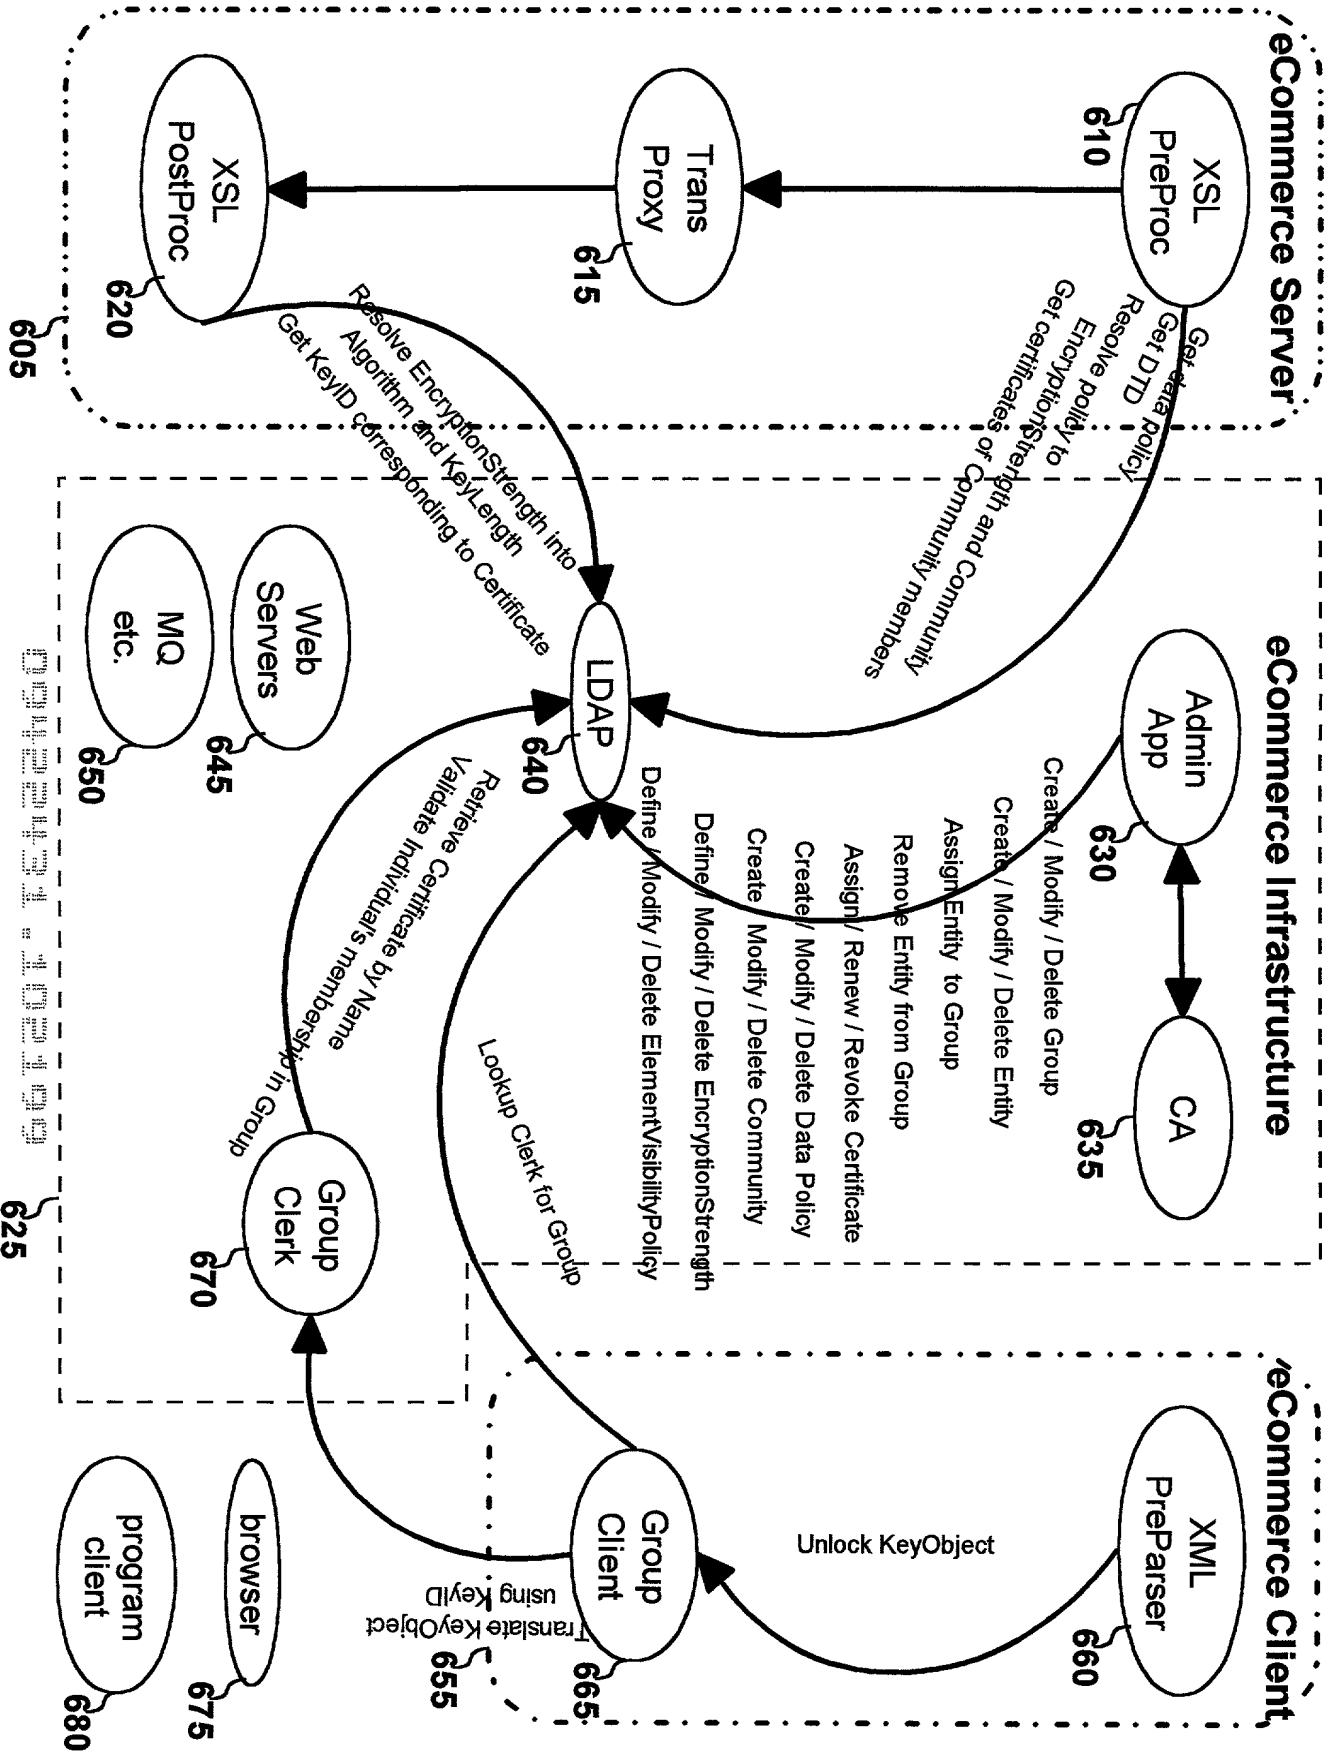 eCommerce Server
XSL
PreProc
610
Trans
Proxy
615
XSL
PostProc
620
605
Get data policy
Get DTD
Resolve policy to
EncryptionStrength and Community
Get certificates of Community members
Resolve EncryptionStrength into
Algorithm and KeyLength
Get KeyID corresponding to Certificate
eCommerce Infrastructure
Admin
App
630
CA
635
Create / Modify / Delete Group
Create / Modify / Delete Entity
Assign Entity to Group
Remove Entity from Group
Assign / Renew / Revoke Certificate
Create / Modify / Delete Data Policy
Create Modify / Delete Community
Define / Modify / Delete EncryptionStrength
Define / Modify / Delete ElementVisibilityPolicy
LDAP
640
Web
Servers
645
MQ
etc.
650
Retrieve Certificate by Name
Validate Individual's membership in Group
Lookup Clerk for Group
Group
Clerk
670
625
eCommerce Client
XML
PreParser
660
Unlock KeyObject
Group
Client
665
Translate KeyObject
using KeyID
655
browser
675
program
client
680
09422431.102199